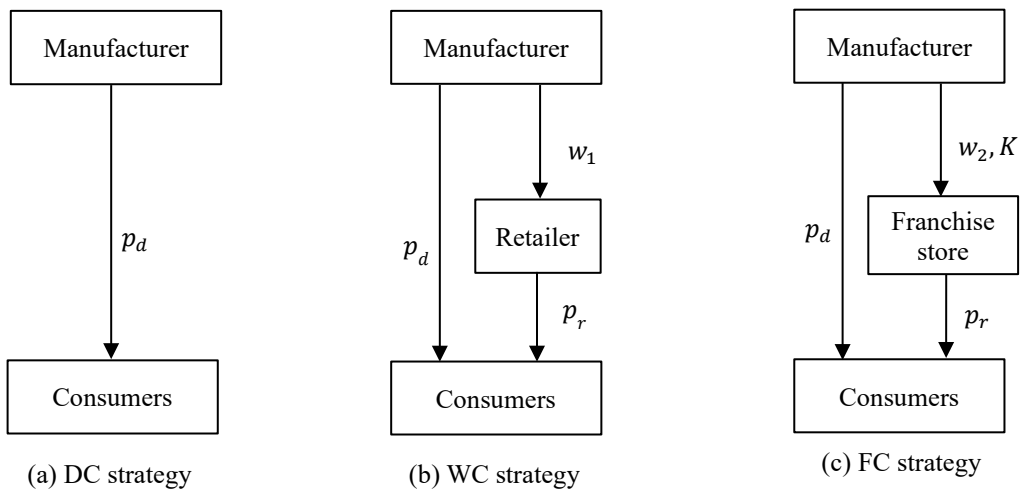 Manufacturer
p_d
Consumers
(a) DC strategy
Manufacturer
w_1
Retailer
p_d
p_r
Consumers
(b) WC strategy
Manufacturer
w_2, K
Franchise
store
p_d
p_r
Consumers
(c) FC strategy